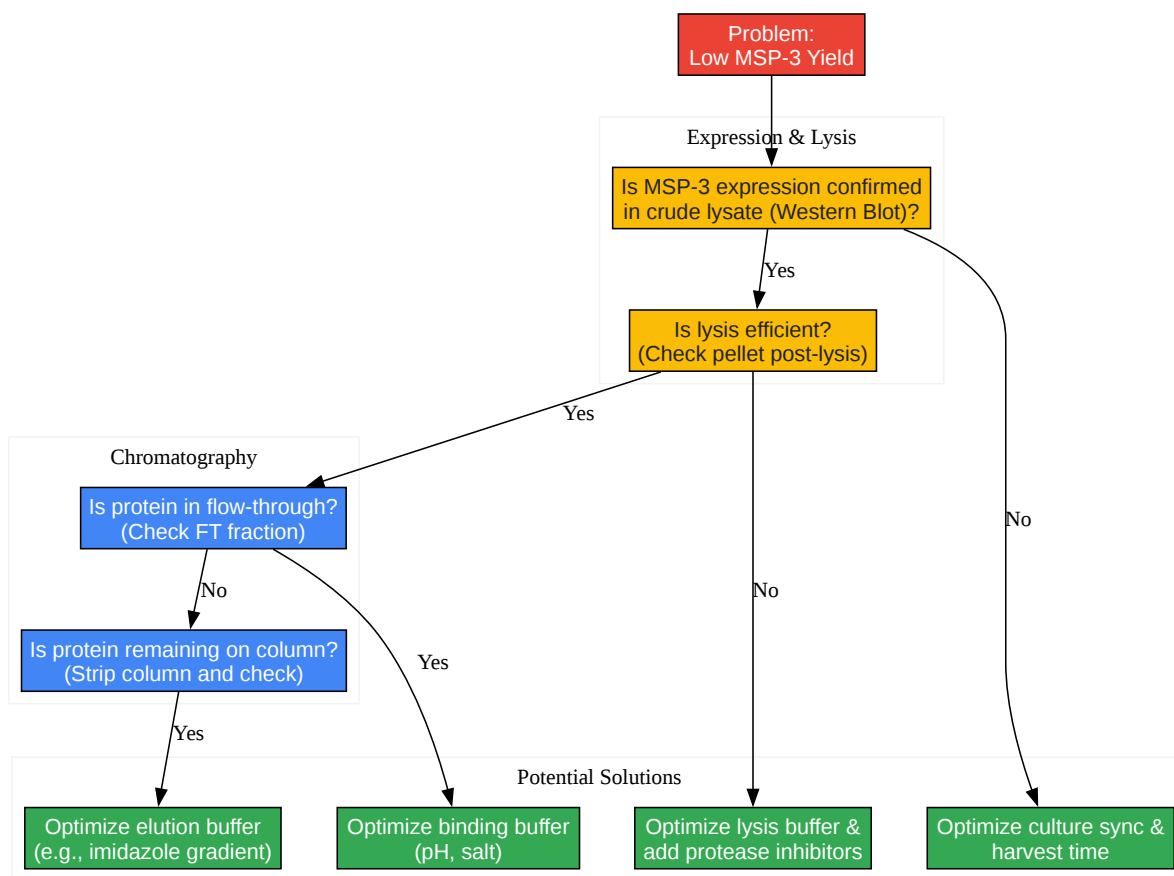 Problem:
Low MSP-3 Yield
Expression & Lysis
Is MSP-3 expression confirmed
in crude lysate (Western Blot)?
Yes
Is lysis efficient?
(Check pellet post-lysis)
Yes
Chromatography
Is protein in flow-through?
(Check FT fraction)
No
No
No
Is protein remaining on column?
(Strip column and check)
Yes
Yes
Potential Solutions
Optimize elution buffer
(e.g., imidazole gradient)
Optimize binding buffer
(pH, salt)
Optimize lysis buffer &
add protease inhibitors
Optimize culture sync &
harvest time